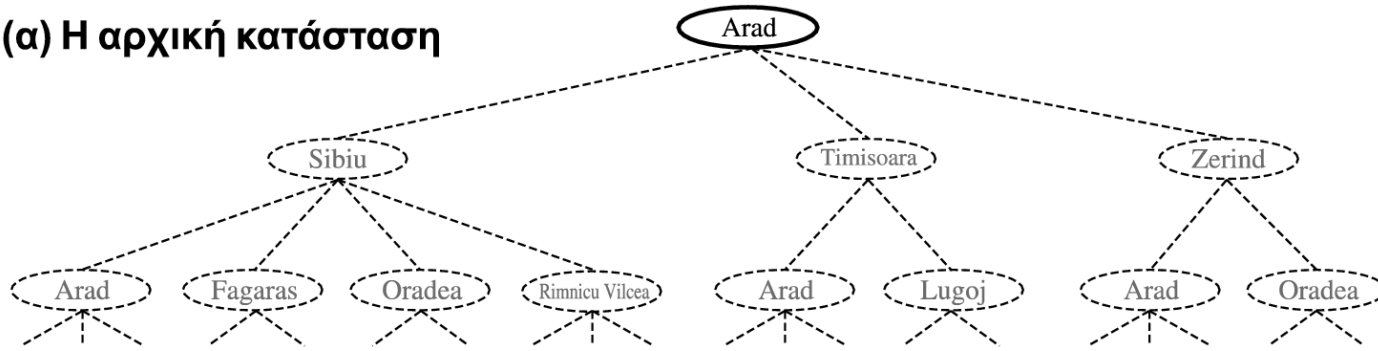 (α) Η αρχική κατάσταση
Arad
Sibiu Timisoara Zerind
Arad Fagaras Oradea Rimnicu Vilcea Arad Lugoj Arad Oradea